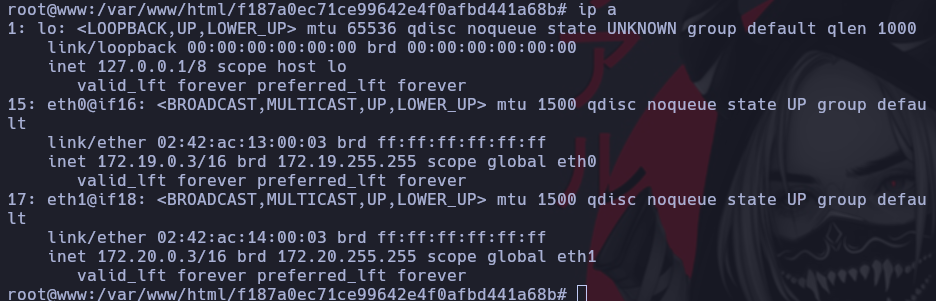 root@www:/var/www/html/f187a0ec71ce99642e4f0afbd441a68b# ip a
1: lo: <LOOPBACK,UP,LOWER_UP> mtu 65536 qdisc noqueue state UNKNOWN group default qlen 1000
    link/loopback 00:00:00:00:00:00 brd 00:00:00:00:00:00
    inet 127.0.0.1/8 scope host lo
       valid_lft forever preferred_lft forever
15: eth0@if16: <BROADCAST,MULTICAST,UP,LOWER_UP> mtu 1500 qdisc noqueue state UP group defau
lt
    link/ether 02:42:ac:13:00:03 brd ff:ff:ff:ff:ff:ff
    inet 172.19.0.3/16 brd 172.19.255.255 scope global eth0
       valid_lft forever preferred_lft forever
17: eth1@if18: <BROADCAST,MULTICAST,UP,LOWER_UP> mtu 1500 qdisc noqueue state UP group defau
lt
    link/ether 02:42:ac:14:00:03 brd ff:ff:ff:ff:ff:ff
    inet 172.20.0.3/16 brd 172.20.255.255 scope global eth1
       valid_lft forever preferred_lft forever
root@www:/var/www/html/f187a0ec71ce99642e4f0afbd441a68b#